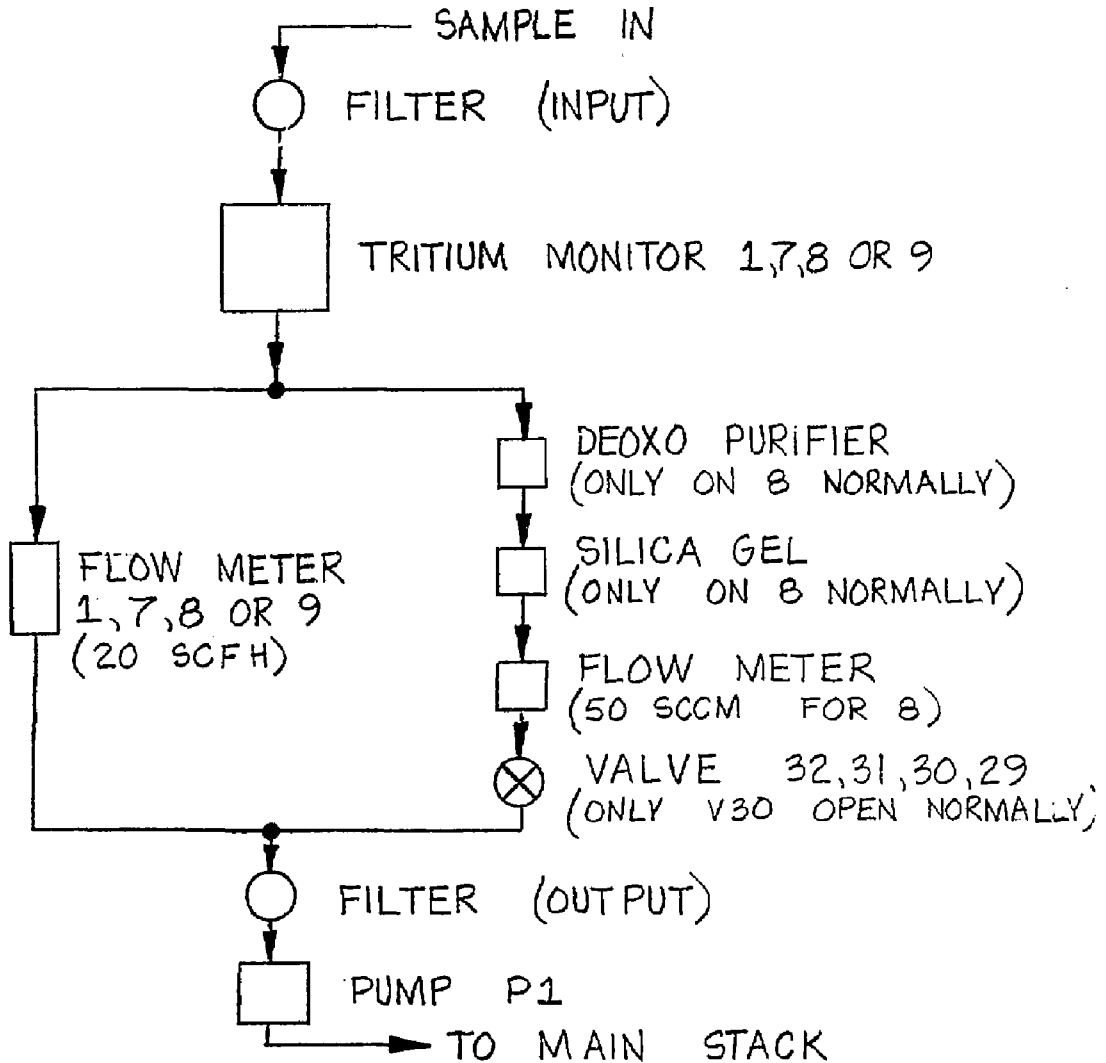 SAMPLE IN
FILTER (INPUT)
TRITIUM MONITOR 1,7,8 OR 9
DEOXO PURiFIER
(ONLY ON 8 NORMALLY)
SILICA GEL
(ONLY ON 8 NORMALLY)
FLOW METER
1,7,8 OR 9
(20 SCFH)
FLOW METER
(50 SCCM FOR 8)
VALVE 32,31,30,29
(ONLY V30 OPEN NORMALLY)
FILTER (OUTPUT)
PUMP P1
TO MAIN STACK